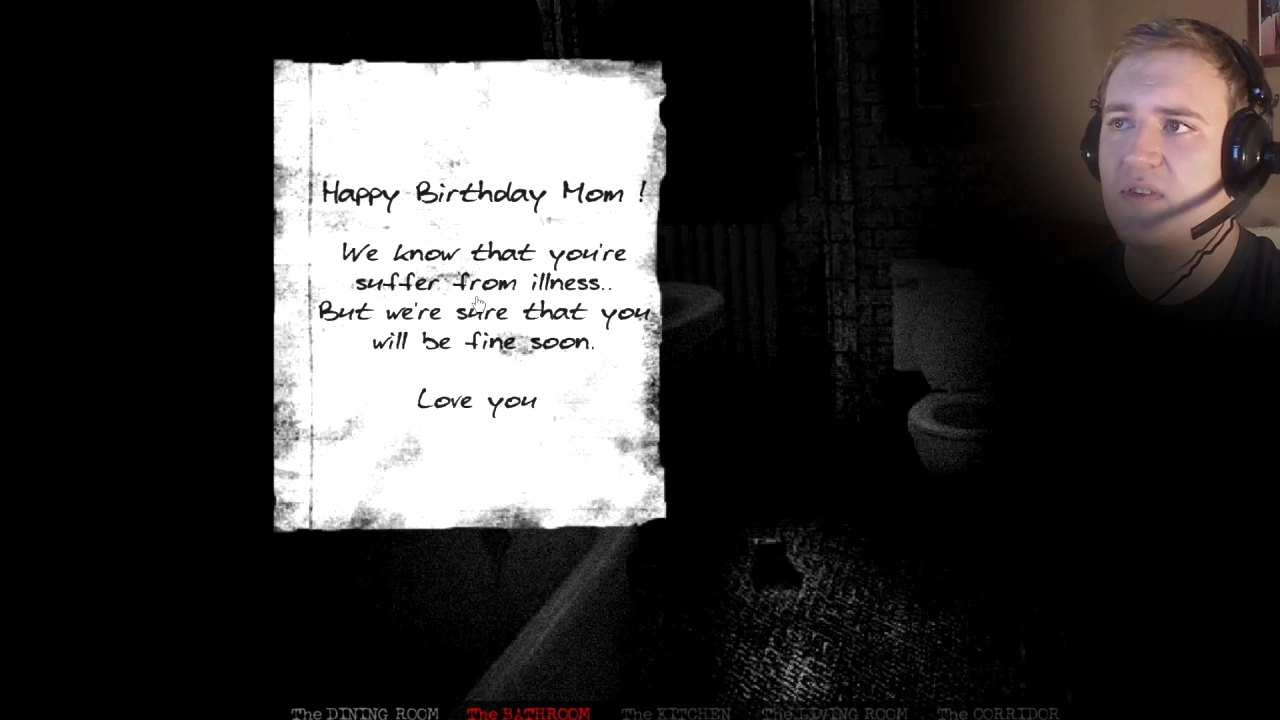 Happy Birthday Mom !
We know that you're
suffer from illness..
But we're sure that you
will be fine soon.
Love you
The DINING ROOM The BATHROOM The KITCHEN The LIVING ROOM The CORRIDOR